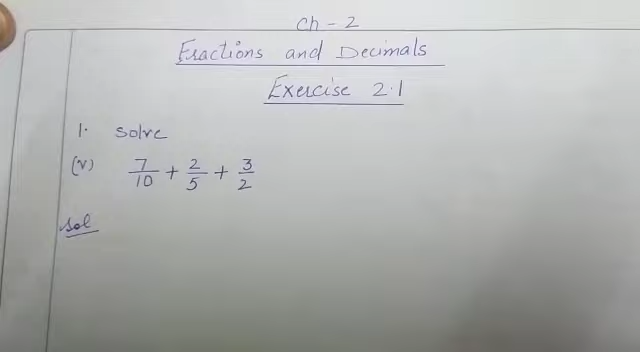 Ch - 2
Fractions and Decimals
Exercise 2.1
1. Solve
(V) 7/10 + 2/5 + 3/2
Sol